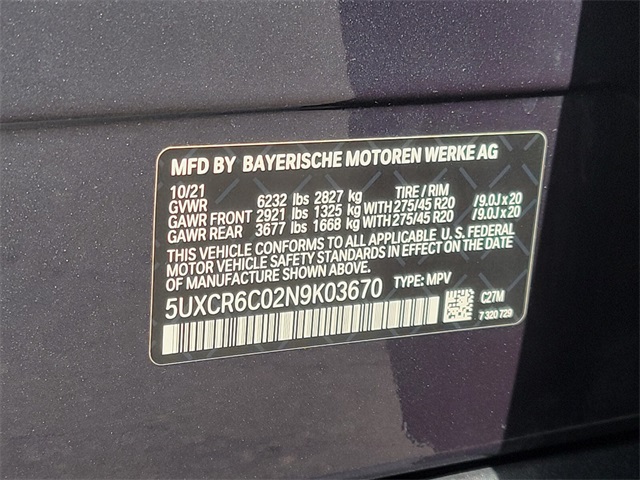 MFD BY BAYERISCHE MOTOREN WERKE AG
10/21 TIRE / RIM
GVWR 6232 lbs 2827 kg
GAWR FRONT 2921 lbs 1325 kg WITH 275/45 R20 /9.0J x 20
GAWR REAR 3677 lbs 1668 kg WITH 275/45 R20 /9.0J x 20
THIS VEHICLE CONFORMS TO ALL APPLICABLE U. S. FEDERAL
MOTOR VEHICLE SAFETY STANDARDS IN EFFECT ON THE DATE
OF MANUFACTURE SHOWN ABOVE.
5UXCR6C02N9K03670 TYPE: MPV
C27M
7 320 729